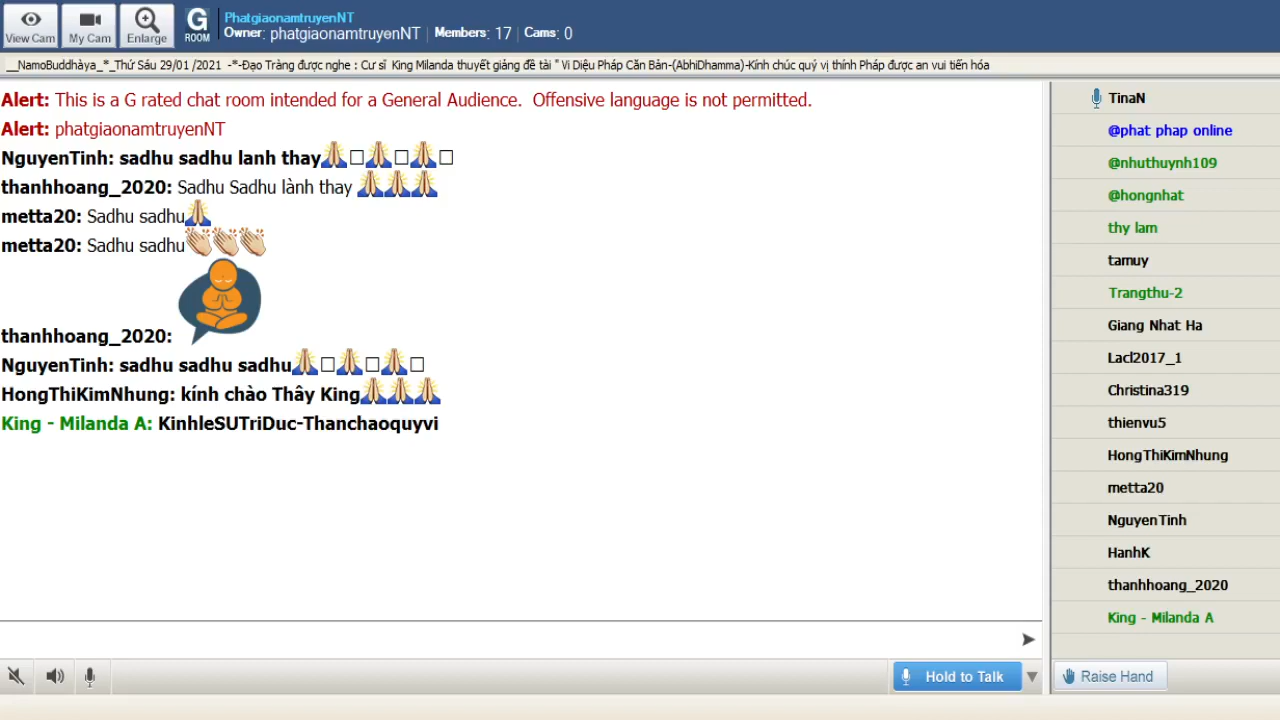 View Cam
My Cam
Enlarge
G
ROOM
PhatgiaonamtruyenNT
Owner: phatgiaonamtruyenNT | Members: 17 | Cams: 0
__NamoBuddhàya_*_Thứ Sáu 29/01 /2021 -*-Đạo Tràng được nghe : Cư sĩ King Milanda thuyết giảng đề tài " Vi Diệu Pháp Căn Bản-(AbhiDhamma)-Kính chúc quý vị thính Pháp được an vui tiến hóa
Alert: This is a G rated chat room intended for a General Audience. Offensive language is not permitted.
Alert: phatgiaonamtruyenNT
NguyenTinh: sadhu sadhu lanh thay🙏□🙏□🙏□
thanhhoang_2020: Sadhu Sadhu lành thay 🙏🙏🙏
metta20: Sadhu sadhu🙏
metta20: Sadhu sadhu👏👏👏
thanhhoang_2020:
NguyenTinh: sadhu sadhu sadhu🙏□🙏□🙏□
HongThiKimNhung: kính chào Thây King🙏🙏🙏
King - Milanda A: KinhleSUTriDuc-Thanchaoquyvi
TinaN
@phat phap online
@nhuthuynh109
@hongnhat
thy lam
tamuy
Trangthu-2
Giang Nhat Ha
Lacl2017_1
Christina319
thienvu5
HongThiKimNhung
metta20
NguyenTinh
HanhK
thanhhoang_2020
King - Milanda A
Hold to Talk
Raise Hand